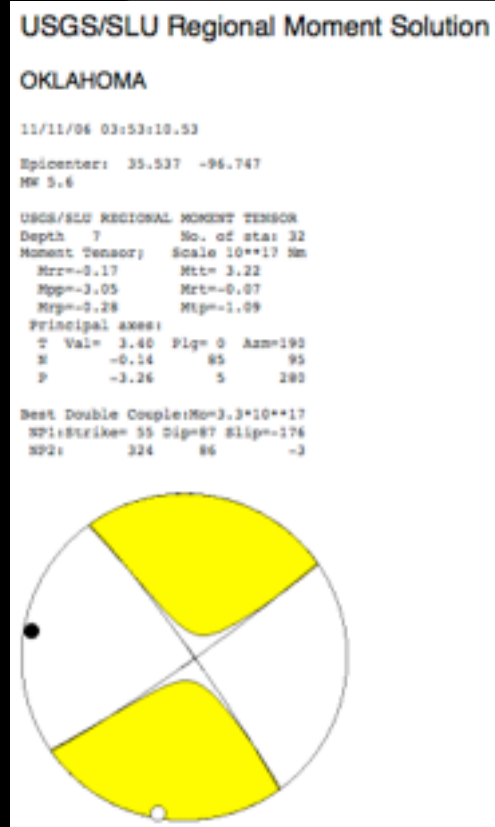 USGS/SLU Regional Moment Solution
OKLAHOMA
11/11/06 03:53:10.53
Epicenter: 35.537 -96.747
MW 5.6
USGS/SLU REGIONAL MOMENT TENSOR
Depth 7 No. of sta: 32
Moment Tensor; Scale 10**17 Nm
Mrr=-0.17 Mtt= 3.22
Mpp=-3.05 Mrt=-0.07
Mrp=-0.28 Mtp=-1.09
Principal axes:
T Val= 3.40 Plg= 0 Azm=190
N -0.14 85 95
P -3.26 5 280
Best Double Couple:Mo=3.3*10**17
NP1:Strike= 55 Dip=87 Slip=-176
NP2: 324 86 -3